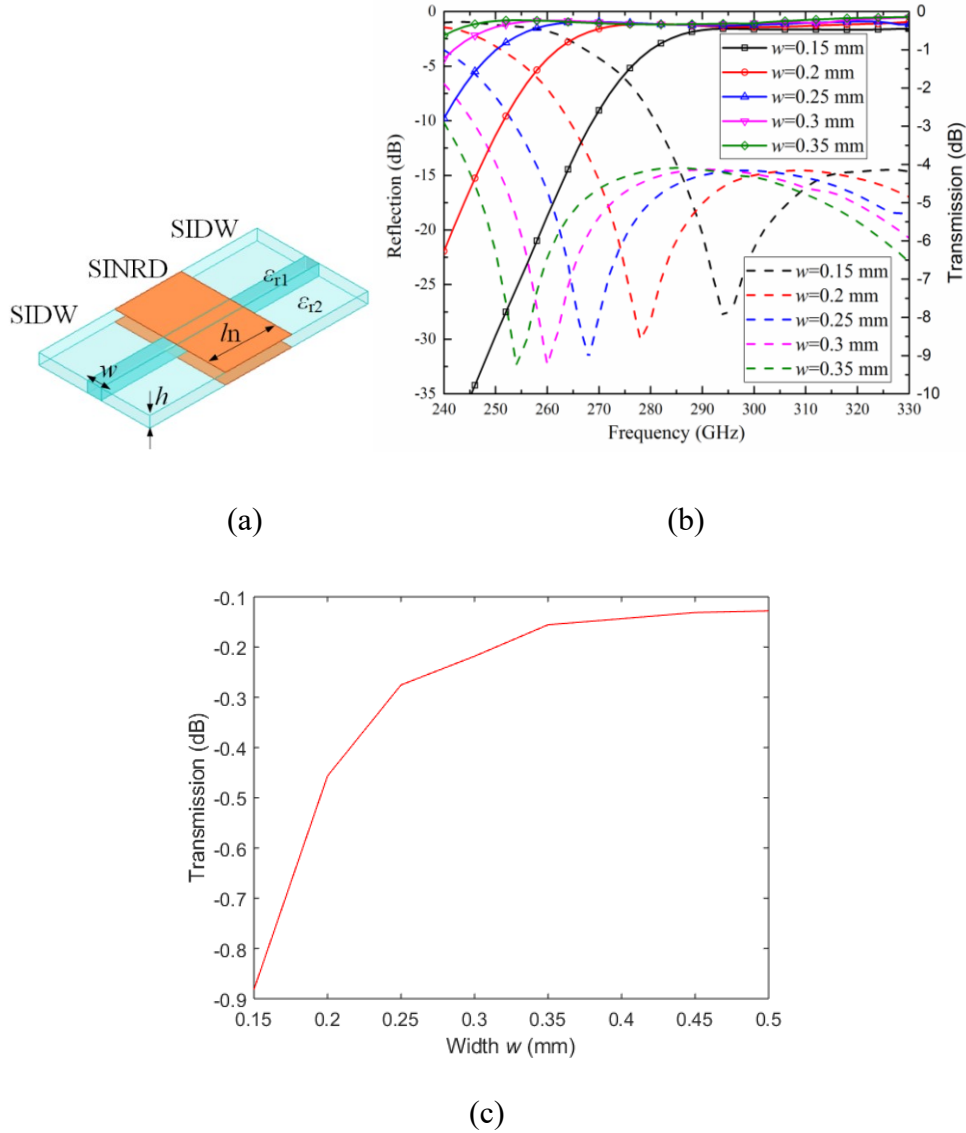 SIDW
SINRD
SIDW
εr1
εr2
ln
w
h
(a)
0
-5
-10
-15
-20
-25
-30
-35
Reflection (dB)
240 250 260 270 280 290 300 310 320 330
Frequency (GHz)
0
-1
-2
-3
-4
-5
-6
-7
-8
-9
-10
Transmission (dB)
w=0.15 mm
w=0.2 mm
w=0.25 mm
w=0.3 mm
w=0.35 mm
w=0.15 mm
w=0.2 mm
w=0.25 mm
w=0.3 mm
w=0.35 mm
(b)
-0.1
-0.2
-0.3
-0.4
-0.5
-0.6
-0.7
-0.8
-0.9
Transmission (dB)
0.15 0.2 0.25 0.3 0.35 0.4 0.45 0.5
Width w (mm)
(c)